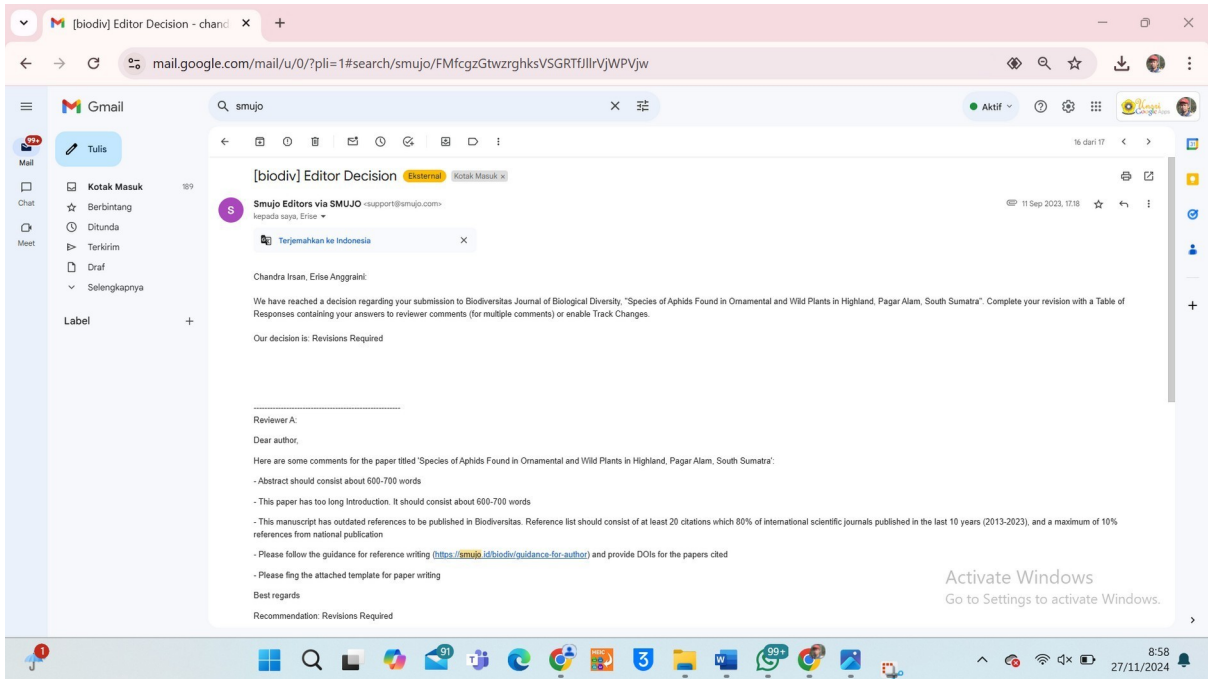 [biodiv] Editor Decision - chand
mail.google.com/mail/u/0/?pli=1#search/smujo/FMfcgzGtwzrghksVSGRTfJllrVjWPVjw
Gmail
smujo
Aktif
99+
Mail
Chat
Meet
Tulis
Kotak Masuk 189
Berbintang
Ditunda
Terkirim
Draf
Selengkapnya
Label
16 dari 17
[biodiv] Editor Decision Eksternal Kotak Masuk x
S
Smujo Editors via SMUJO <support@smujo.com>
11 Sep 2023, 17.18
kepada saya, Erise
Terjemahkan ke Indonesia
Chandra Irsan, Erise Anggraini:
We have reached a decision regarding your submission to Biodiversitas Journal of Biological Diversity, "Species of Aphids Found in Ornamental and Wild Plants in Highland, Pagar Alam, South Sumatra". Complete your revision with a Table of
Responses containing your answers to reviewer comments (for multiple comments) or enable Track Changes.
Our decision is: Revisions Required
------------------------------------------------------
Reviewer A:
Dear author,
Here are some comments for the paper titled 'Species of Aphids Found in Ornamental and Wild Plants in Highland, Pagar Alam, South Sumatra':
- Abstract should consist about 600-700 words
- This paper has too long Introduction. It should consist about 600-700 words
- This manuscript has outdated references to be published in Biodiversitas. Reference list should consist of at least 20 citations which 80% of international scientific journals published in the last 10 years (2013-2023), and a maximum of 10%
references from national publication
- Please follow the guidance for reference writing (https://smujo.id/biodiv/guidance-for-author) and provide DOIs for the papers cited
- Please fing the attached template for paper writing
Best regards
Recommendation: Revisions Required
Activate Windows
Go to Settings to activate Windows.
1
91
3
99+
8:58
27/11/2024